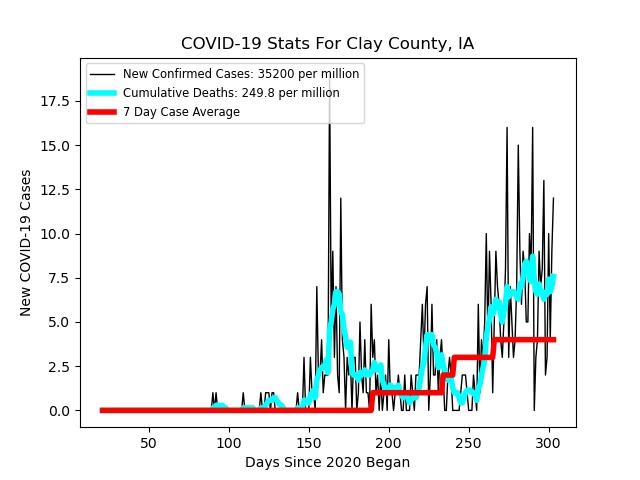 COVID-19 Stats For Clay County, IA
New Confirmed Cases: 35200 per million
Cumulative Deaths: 249.8 per million
7 Day Case Average
17.5
15.0
12.5
10.0
7.5
5.0
2.5
0.0
New COVID-19 Cases
50 100 150 200 250 300
Days Since 2020 Began